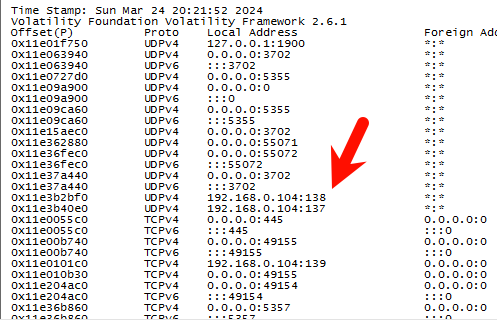 Time Stamp: Sun Mar 24 20:21:52 2024
Volatility Foundation Volatility Framework 2.6.1
Offset(P) Proto Local Address Foreign Add
0x11e01f750 UDPv4 127.0.0.1:1900 *:*
0x11e063940 UDPv4 0.0.0.0:3702 *:*
0x11e063940 UDPv6 :::3702 *:*
0x11e0727d0 UDPv4 0.0.0.0:5355 *:*
0x11e09a900 UDPv4 0.0.0.0:0 *:*
0x11e09a900 UDPv6 :::0 *:*
0x11e09ca60 UDPv4 0.0.0.0:5355 *:*
0x11e09ca60 UDPv6 :::5355 *:*
0x11e15aec0 UDPv4 0.0.0.0:3702 *:*
0x11e362880 UDPv4 0.0.0.0:55071 *:*
0x11e36fec0 UDPv4 0.0.0.0:55072 *:*
0x11e36fec0 UDPv6 :::55072 *:*
0x11e37a440 UDPv4 0.0.0.0:3702 *:*
0x11e37a440 UDPv6 :::3702 *:*
0x11e3b2bf0 UDPv4 192.168.0.104:138 *:*
0x11e3b40e0 UDPv4 192.168.0.104:137 *:*
0x11e0055c0 TCPv4 0.0.0.0:445 0.0.0.0:0
0x11e0055c0 TCPv6 :::445 :::0
0x11e00b740 TCPv4 0.0.0.0:49155 0.0.0.0:0
0x11e00b740 TCPv6 :::49155 :::0
0x11e0101c0 TCPv4 192.168.0.104:139 0.0.0.0:0
0x11e010b30 TCPv4 0.0.0.0:49155 0.0.0.0:0
0x11e204ac0 TCPv4 0.0.0.0:49154 0.0.0.0:0
0x11e204ac0 TCPv6 :::49154 :::0
0x11e36b860 TCPv4 0.0.0.0:5357 0.0.0.0:0
0x11e36b860 TCPv6 :::5357 :::0